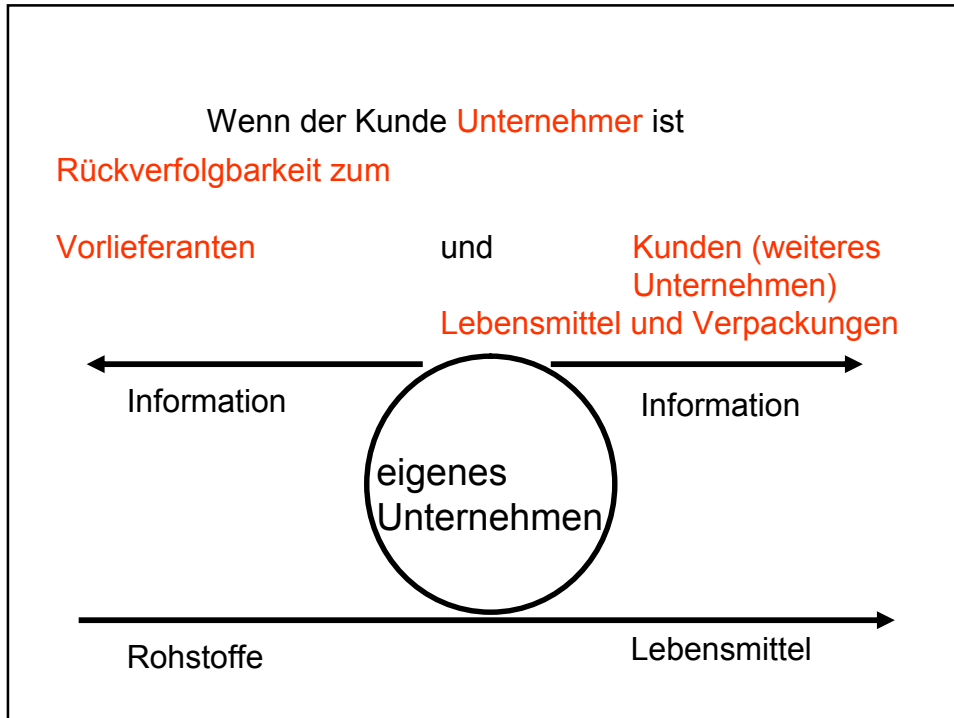 Wenn der Kunde Unternehmer ist
Rückverfolgbarkeit zum
Vorlieferanten und Kunden (weiteres
Unternehmen)
Lebensmittel und Verpackungen
Information Information
eigenes
Unternehmen
Rohstoffe Lebensmittel